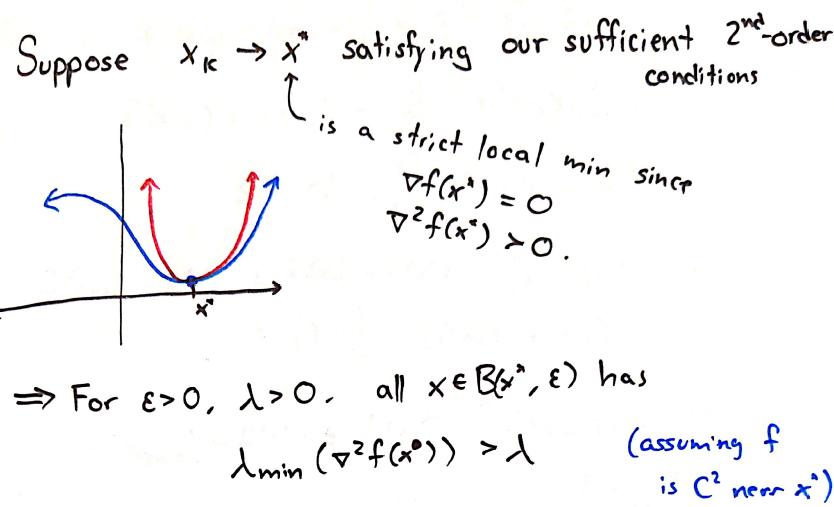 Suppose x_k → x* satisfying our sufficient 2nd-order
conditions
is a strict local min since
∇f(x*) = 0
∇²f(x*) ≻ 0.
x*
⇒ For ε>0, λ>0. all x ∈ B(x*, ε) has
λmin (∇²f(x*)) > λ
(assuming f
is C² near x*)